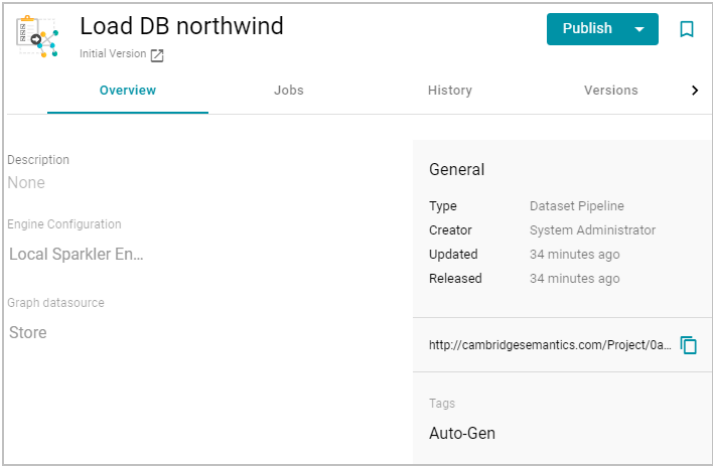 Load DB northwind
Publish
Initial Version
Overview
Jobs
History
Versions
Description
None
Engine Configuration
Local Sparkler En...
Graph datasource
Store
General
Type Dataset Pipeline
Creator System Administrator
Updated 34 minutes ago
Released 34 minutes ago
http://cambridgesemantics.com/Project/0a...
Tags
Auto-Gen